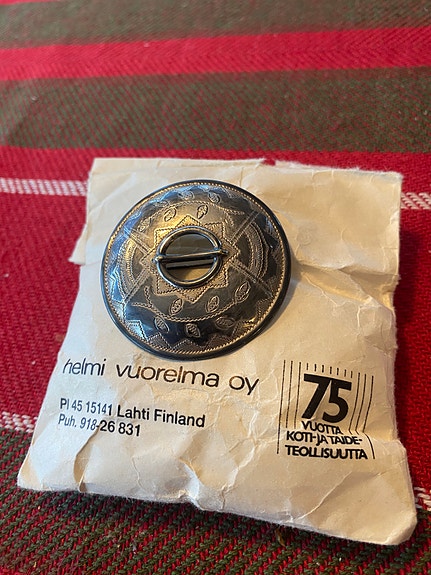 helmi vuorelma oy
Pl 45 15141 Lahti Finland
Puh. 918-26 831
75
VUOTTA
KOTI-JA TAIDE-
TEOLLISUUTTA